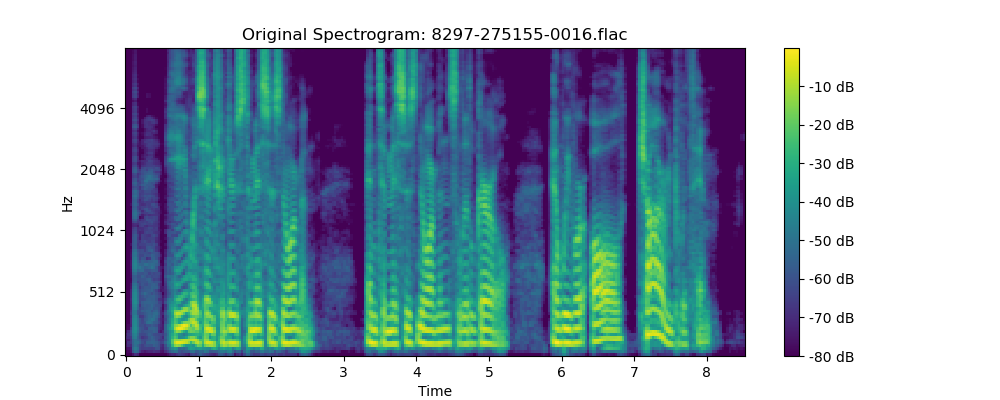 Original Spectrogram: 8297-275155-0016.flac
Hz
4096
2048
1024
512
0
0 1 2 3 4 5 6 7 8
Time
-10 dB
-20 dB
-30 dB
-40 dB
-50 dB
-60 dB
-70 dB
-80 dB